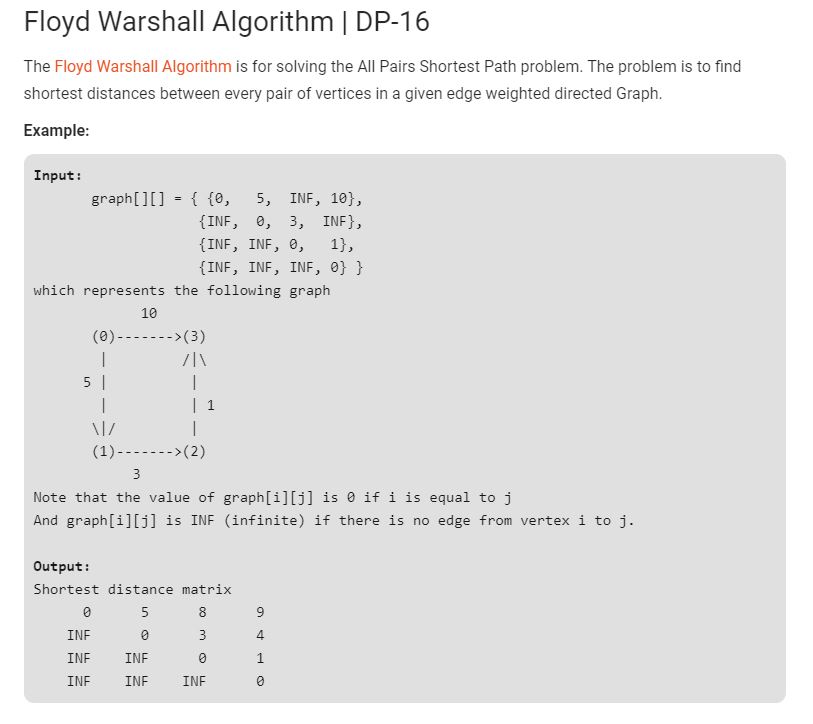 Floyd Warshall Algorithm | DP-16
The Floyd Warshall Algorithm is for solving the All Pairs Shortest Path problem. The problem is to find
shortest distances between every pair of vertices in a given edge weighted directed Graph.
Example:
Input:
       graph[][] = { {0,   5,  INF, 10},
                    {INF,  0,  3,  INF},
                    {INF, INF, 0,   1},
                    {INF, INF, INF, 0} }
which represents the following graph
             10
       (0)------->(3)
        |         /|\
      5 |          |
        |          | 1
       \|/         |
       (1)------->(2)
            3
Note that the value of graph[i][j] is 0 if i is equal to j
And graph[i][j] is INF (infinite) if there is no edge from vertex i to j.
Output:
Shortest distance matrix
      0      5      8      9
    INF      0      3      4
    INF    INF      0      1
    INF    INF    INF      0